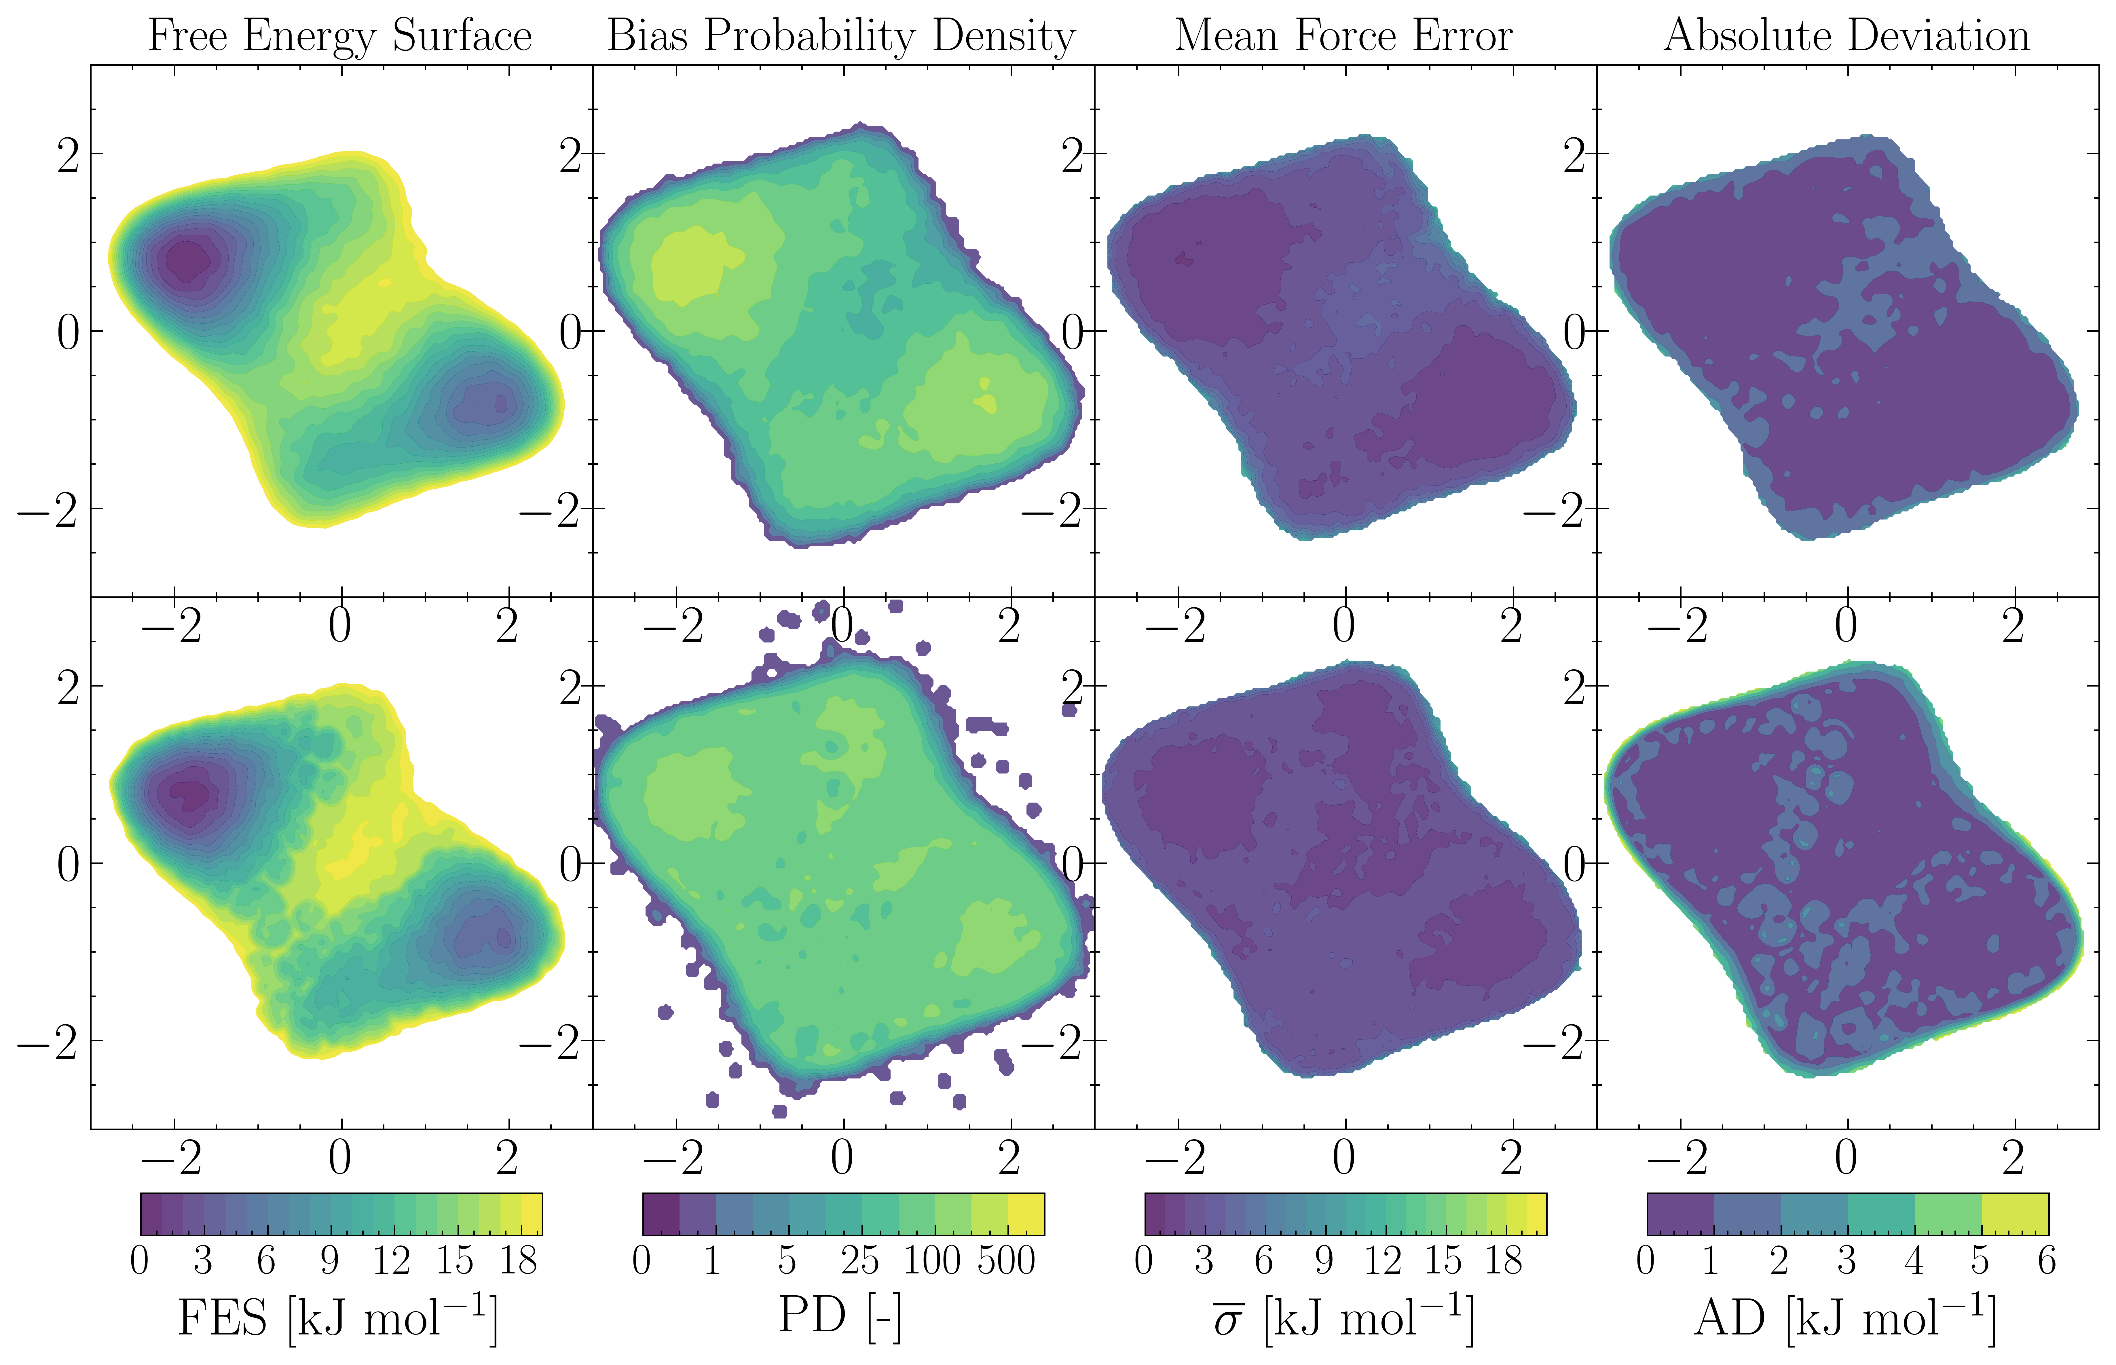 Free Energy Surface Bias Probability Density Mean Force Error Absolute Deviation
2 2 2 2
0 0 0 0
−2 −2 −2 −2
−2 0 2 −2 0 2 −2 0 2 −2 0 2
2 2 2 2
0 0 0 0
−2 −2 −2 −2
−2 0 2 −2 0 2 −2 0 2 −2 0 2
0 3 6 9 12 15 18 0 1 5 25 100 500 0 3 6 9 12 15 18 0 1 2 3 4 5 6
FES [kJ mol⁻¹] PD [-] σ̅ [kJ mol⁻¹] AD [kJ mol⁻¹]